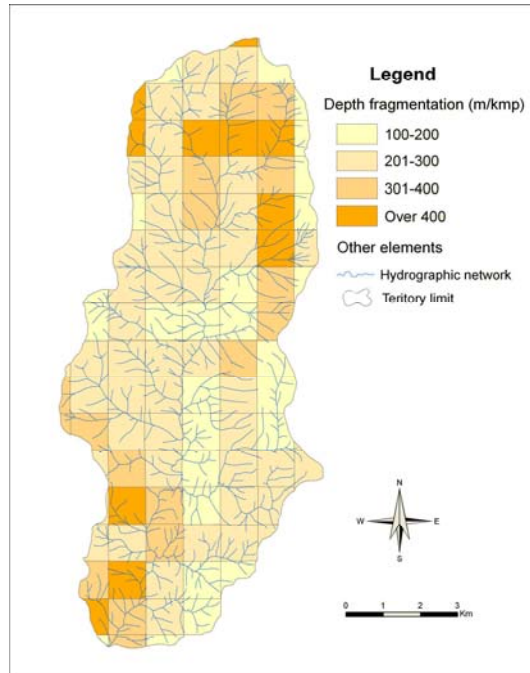 Legend
Depth fragmentation (m/kmp)
100-200
201-300
301-400
Over 400
Other elements
Hydrographic network
Teritory limit
N
W E
S
0 1 2 3
Km